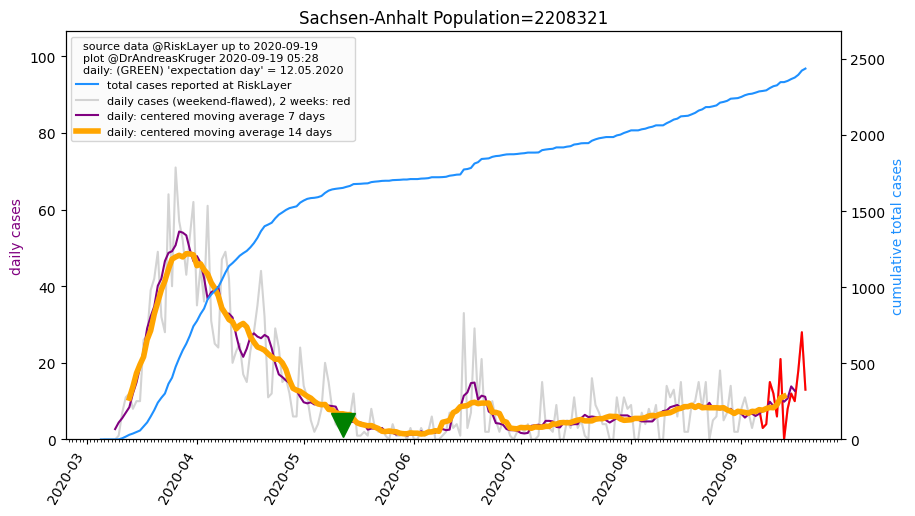 Sachsen-Anhalt Population=2208321
source data @RiskLayer up to 2020-09-19
plot @DrAndreasKruger 2020-09-19 05:28
daily: (GREEN) 'expectation day' = 12.05.2020
total cases reported at RiskLayer
daily cases (weekend-flawed), 2 weeks: red
daily: centered moving average 7 days
daily: centered moving average 14 days
daily cases
100
80
60
40
20
0
2500
2000
1500
1000
500
0
cumulative total cases
2020-03
2020-04
2020-05
2020-06
2020-07
2020-08
2020-09